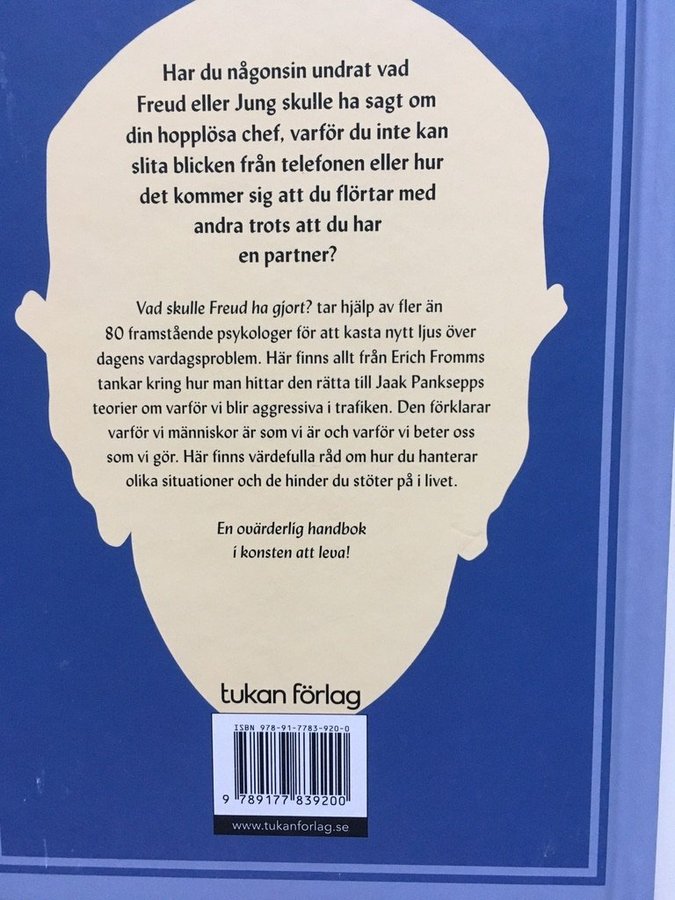 Har du någonsin undrat vad
Freud eller Jung skulle ha sagt om
din hopplösa chef, varför du inte kan
slita blicken från telefonen eller hur
det kommer sig att du flörtar med
andra trots att du har
en partner?
Vad skulle Freud ha gjort? tar hjälp av fler än
80 framstående psykologer för att kasta nytt ljus över
dagens vardagsproblem. Här finns allt från Erich Fromms
tankar kring hur man hittar den rätta till Jaak Panksepps
teorier om varför vi blir aggressiva i trafiken. Den förklarar
varför vi människor är som vi är och varför vi beter oss
som vi gör. Här finns värdefulla råd om hur du hanterar
olika situationer och de hinder du stöter på i livet.
En ovärderlig handbok
i konsten att leva!
tukan förlag
ISBN 978-91-7783-920-0
9 789177 839200
www.tukanforlag.se